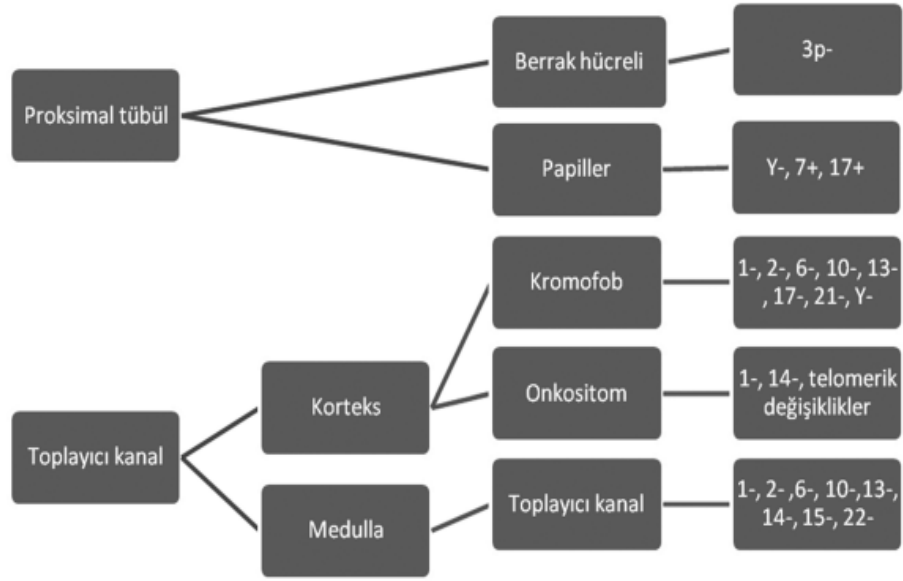 Proksimal tübül
Berrak hücreli
3p-
Papiller
Y-, 7+, 17+
Toplayıcı kanal
Korteks
Kromofob
1-, 2-, 6-, 10-, 13-
, 17-, 21-, Y-
Onkositom
1-, 14-, telomerik
değişiklikler
Medulla
Toplayıcı kanal
1-, 2- ,6-, 10-,13-,
14-, 15-, 22-